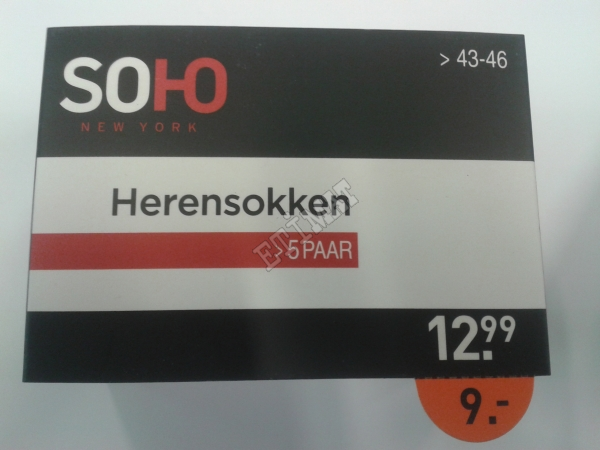 SOHO
NEW YORK
> 43-46
Herensokken
> 5 PAAR
12.99
9.-